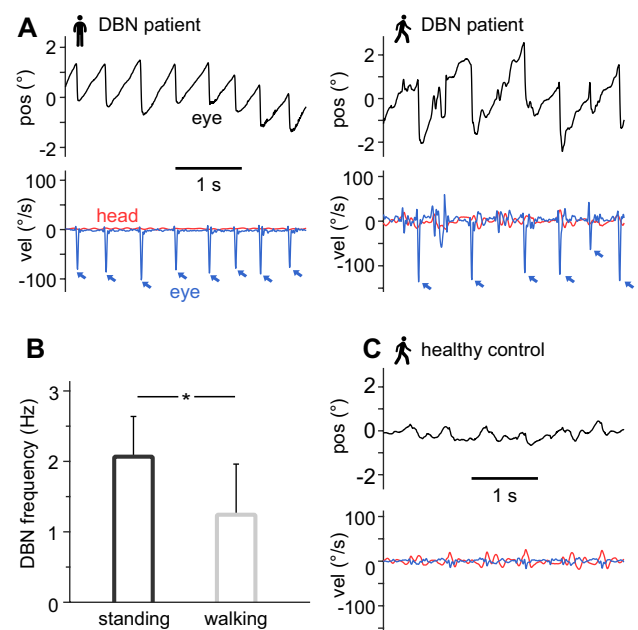 A
DBN patient
DBN patient
pos (°)
2
0
-2
eye
1 s
pos (°)
2
0
-2
vel (°/s)
100
0
-100
head
eye
vel (°/s)
100
0
-100
B
DBN frequency (Hz)
3
2
1
0
*
standing
walking
C
healthy control
pos (°)
2
0
-2
1 s
vel (°/s)
100
0
-100